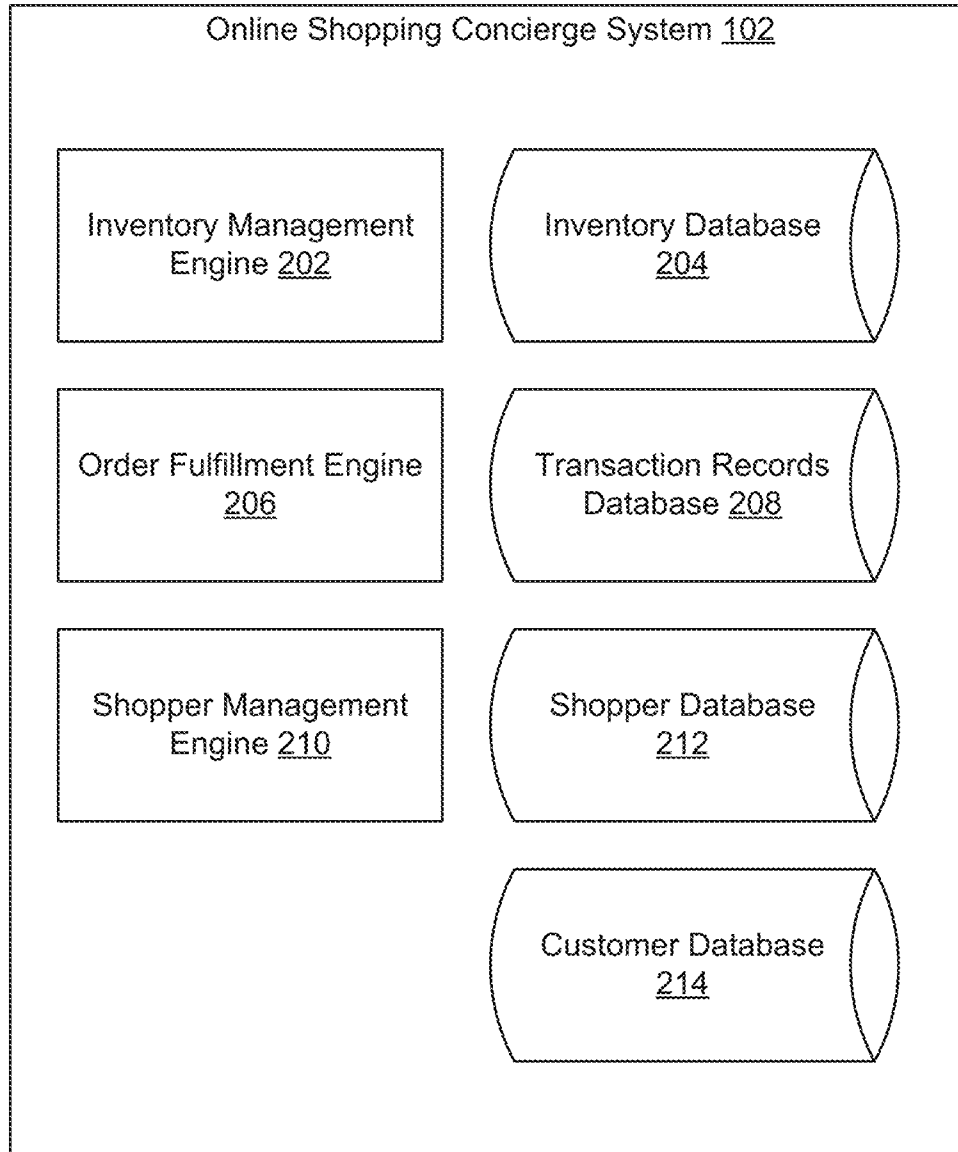 Online Shopping Concierge System 102
Inventory Management
Engine 202
Inventory Database
204
Order Fulfillment Engine
206
Transaction Records
Database 208
Shopper Management
Engine 210
Shopper Database
212
Customer Database
214